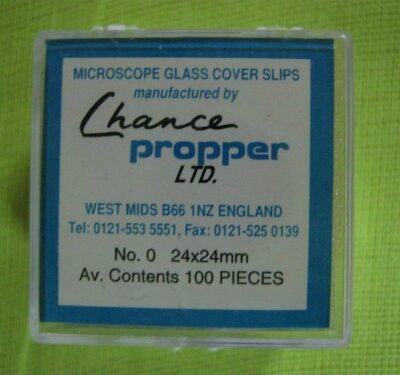 MICROSCOPE GLASS COVER SLIPS
manufactured by
Chance
propper
LTD.
WEST MIDS B66 1NZ ENGLAND
Tel: 0121-553 5551, Fax: 0121-525 0139
No. 0 24x24mm
Av. Contents 100 PIECES